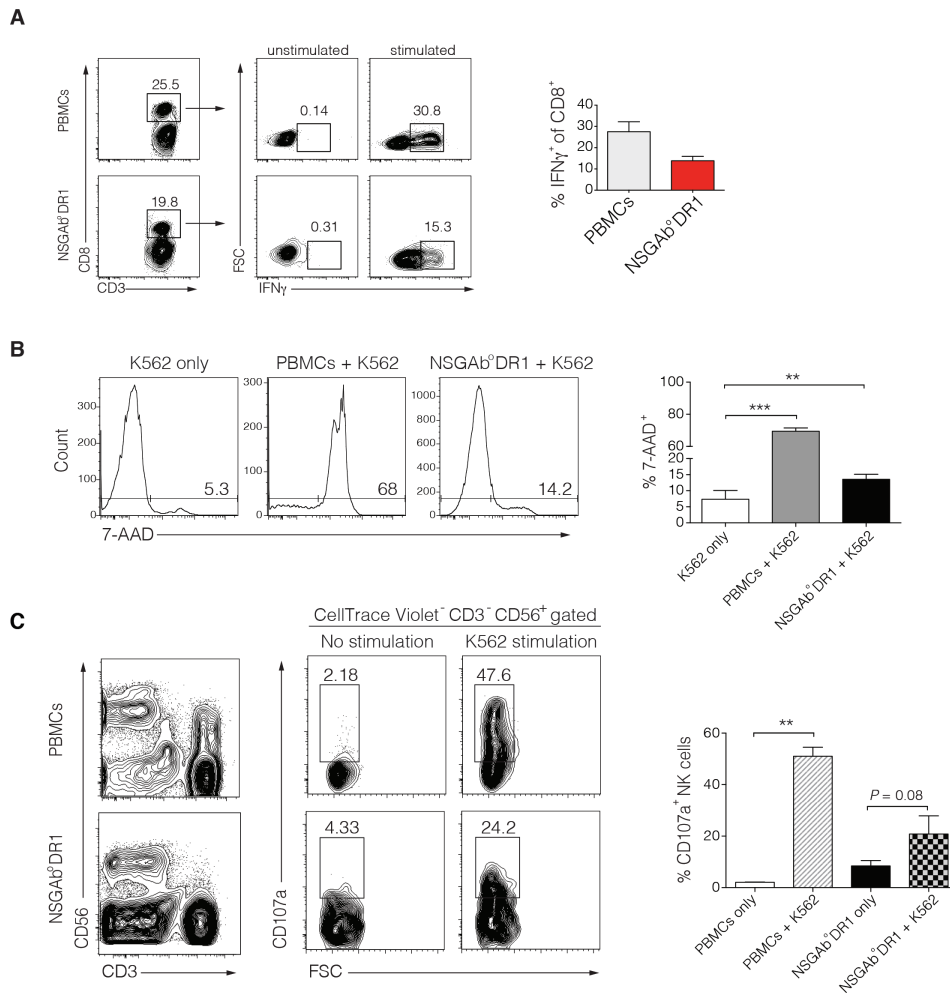 A
unstimulated
stimulated
PBMCs
25.5
0.14
30.8
NSGAb°DR1
CD8
19.8
FSC
0.31
15.3
CD3
IFNγ
% IFNγ⁺ of CD8⁺
40
30
20
10
0
PBMCs
NSGAb°DR1
B
K562 only
PBMCs + K562
NSGAb°DR1 + K562
Count
300
200
100
0
5.3
300
200
100
0
68
1000
800
600
400
200
0
14.2
7-AAD
% 7-AAD⁺
100
80
60
20
15
10
5
0
**
***
K562 only
PBMCs + K562
NSGAb°DR1 + K562
C
CellTrace Violet⁻ CD3⁻ CD56⁺ gated
No stimulation
K562 stimulation
PBMCs
2.18
47.6
NSGAb°DR1
CD56
CD107a
4.33
24.2
CD3
FSC
% CD107a⁺ NK cells
60
40
20
0
**
P = 0.08
PBMCs only
PBMCs + K562
NSGAb°DR1 only
NSGAb°DR1 + K562